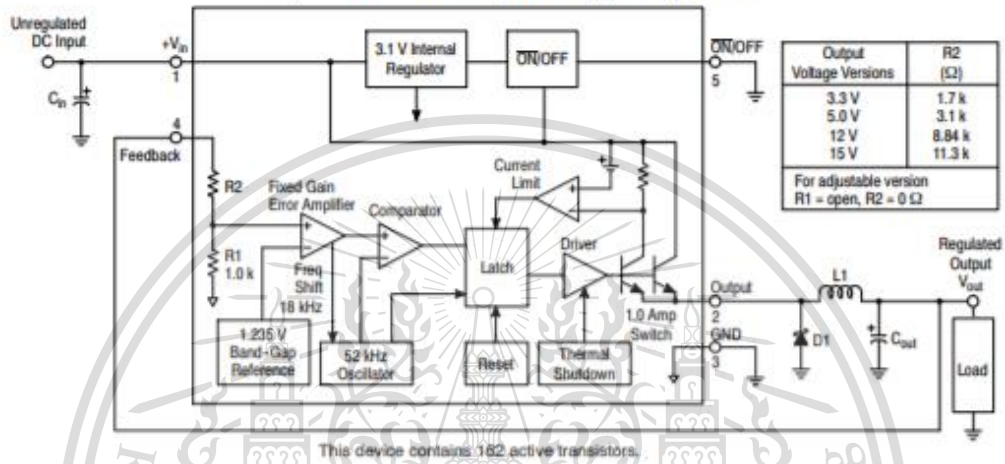 Unregulated
DC Input
+Vin
1
Cin
+
4
Feedback
3.1 V Internal
Regulator
ON/OFF
ON/OFF
5
Output
Voltage Versions
R2
(Ω)
3.3 V
1.7 k
5.0 V
3.1 k
12 V
8.84 k
15 V
11.3 k
For adjustable version
R1 = open, R2 = 0 Ω
R2
Fixed Gain
Error Amplifier
Comparator
Current
Limit
+
-
+
-
+
-
+
R1
1.0 k
Freq
Shift
18 kHz
Latch
Driver
1.235 V
Band-Gap
Reference
52 kHz
Oscillator
Reset
Thermal
Shutdown
1.0 Amp
Switch
Output
2
GND
3
L1
D1
+
Cout
Regulated
Output
Vout
Load
This device contains 162 active transistors.